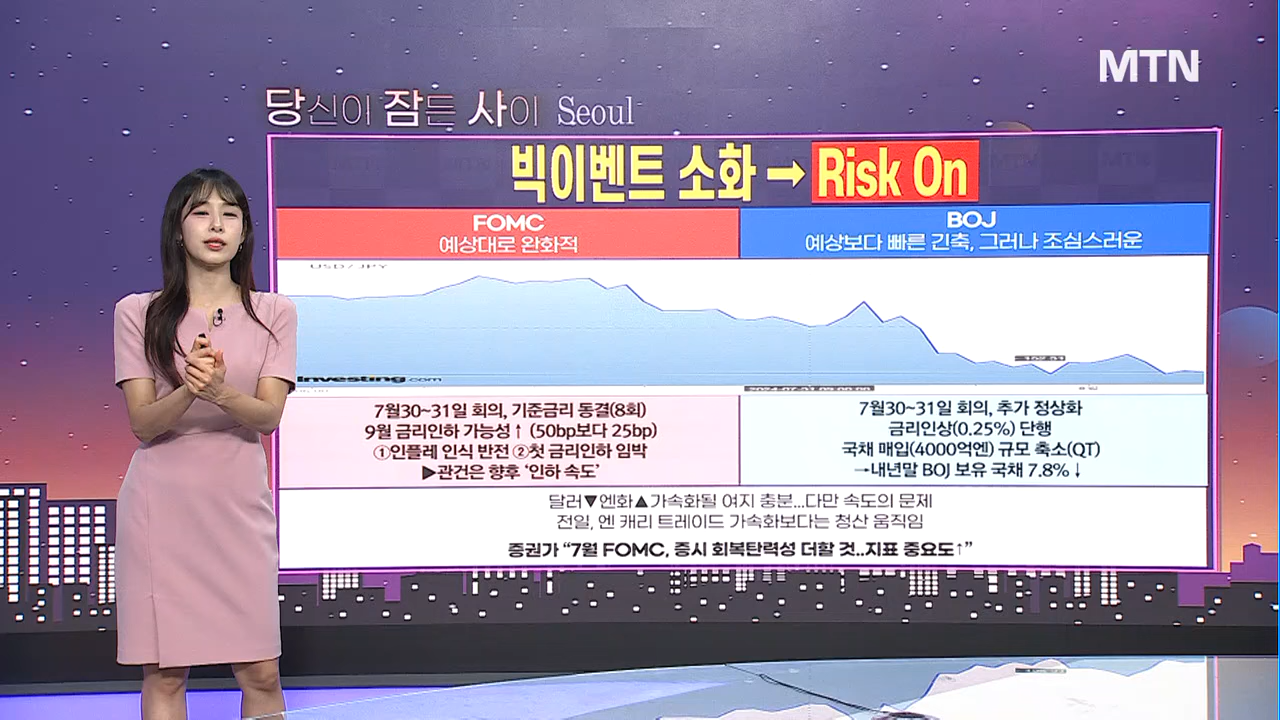 MTN
당신이 잠든 사이 Seoul
빅이벤트 소화 → Risk On
FOMC
예상대로 완화적
BOJ
예상보다 빠른 긴축, 그러나 조심스러운
USD/JPY
152.51
Investing.com
2024-07-31 09:00:00
8월
7월30~31일 회의, 기준금리 동결(8회)
9월 금리인하 가능성↑ (50bp보다 25bp)
①인플레 인식 반전 ②첫 금리인하 임박
▶관건은 향후 ‘인하 속도’
7월30~31일 회의, 추가 정상화
금리인상(0.25%) 단행
국채 매입(4000억엔) 규모 축소(QT)
→내년말 BOJ 보유 국채 7.8%↓
달러▼엔화▲가속화될 여지 충분...다만 속도의 문제
전일, 엔 캐리 트레이드 가속화보다는 청산 움직임
증권가 “7월 FOMC, 증시 회복탄력성 더할 것..지표 중요도↑”